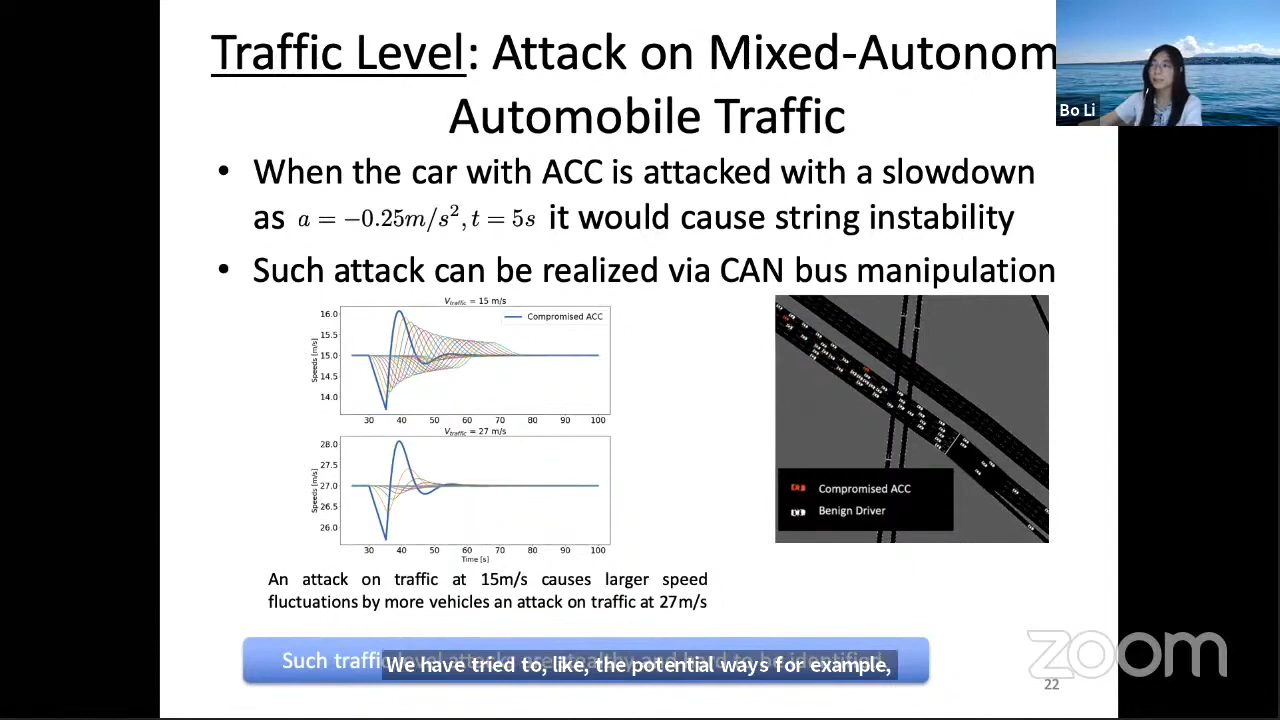 Traffic Level: Attack on Mixed-Autonom
Automobile Traffic
Bo Li
• When the car with ACC is attacked with a slowdown
as a = −0.25m/s², t = 5s it would cause string instability
• Such attack can be realized via CAN bus manipulation
Vtraffic = 15 m/s
Compromised ACC
Speeds [m/s]
16.0
15.5
15.0
14.5
14.0
30 40 50 60 70 80 90 100
Vtraffic = 27 m/s
Speeds [m/s]
28.0
27.5
27.0
26.5
26.0
30 40 50 60 70 80 90 100
Time [s]
Compromised ACC
Benign Driver
An attack on traffic at 15m/s causes larger speed
fluctuations by more vehicles an attack on traffic at 27m/s
Such traffi
We have tried to, like, the potential ways for example,
zoom
22